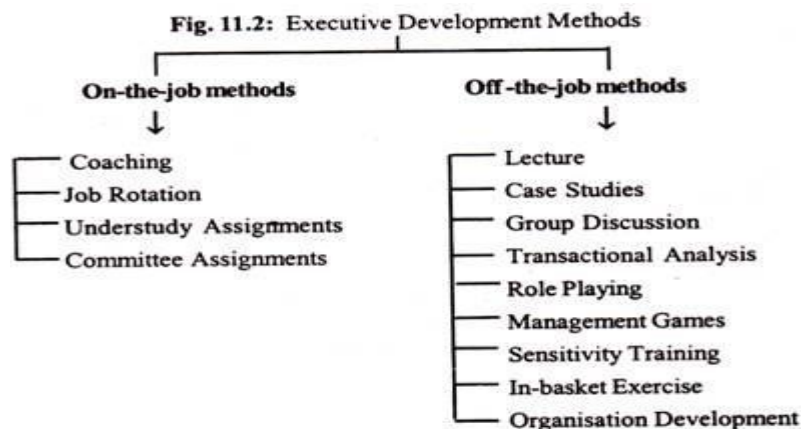 Fig. 11.2: Executive Development Methods
On-the-job methods
Coaching
Job Rotation
Understudy Assignments
Committee Assignments
Off-the-job methods
Lecture
Case Studies
Group Discussion
Transactional Analysis
Role Playing
Management Games
Sensitivity Training
In-basket Exercise
Organisation Development